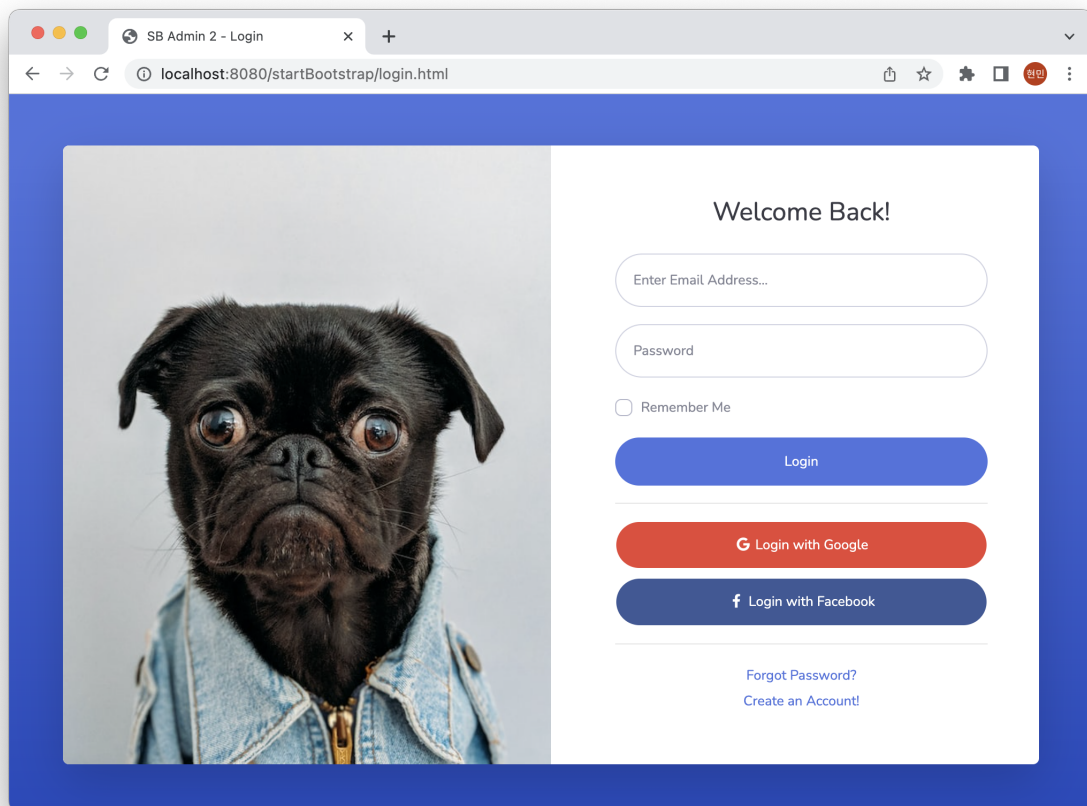 SB Admin 2 - Login
localhost:8080/startBootstrap/login.html
현민
Welcome Back!
Enter Email Address...
Password
Remember Me
Login
G Login with Google
f Login with Facebook
Forgot Password?
Create an Account!